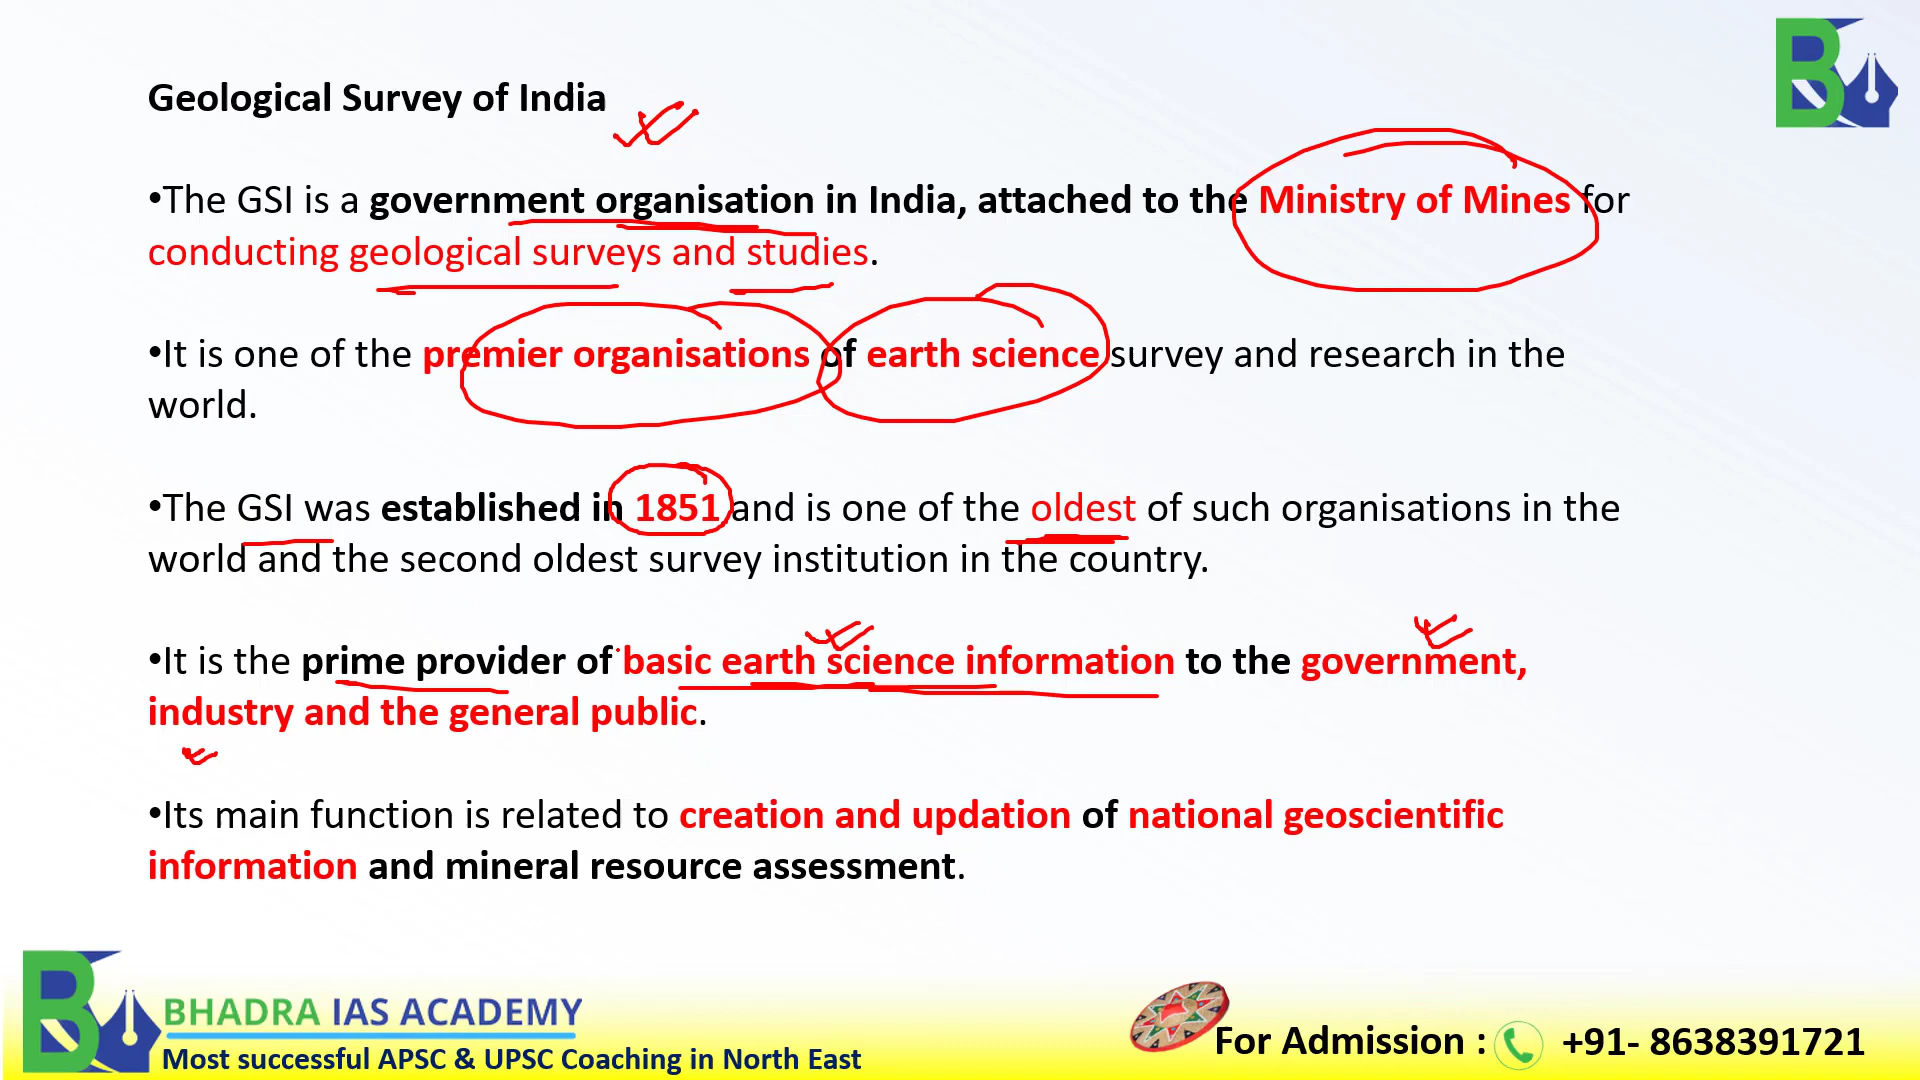 Geological Survey of India
•The GSI is a government organisation in India, attached to the Ministry of Mines for
conducting geological surveys and studies.
•It is one of the premier organisations of earth science survey and research in the
world.
•The GSI was established in 1851 and is one of the oldest of such organisations in the
world and the second oldest survey institution in the country.
•It is the prime provider of basic earth science information to the government,
industry and the general public.
•Its main function is related to creation and updation of national geoscientific
information and mineral resource assessment.
BHADRA IAS ACADEMY
Most successful APSC & UPSC Coaching in North East
For Admission : +91- 8638391721